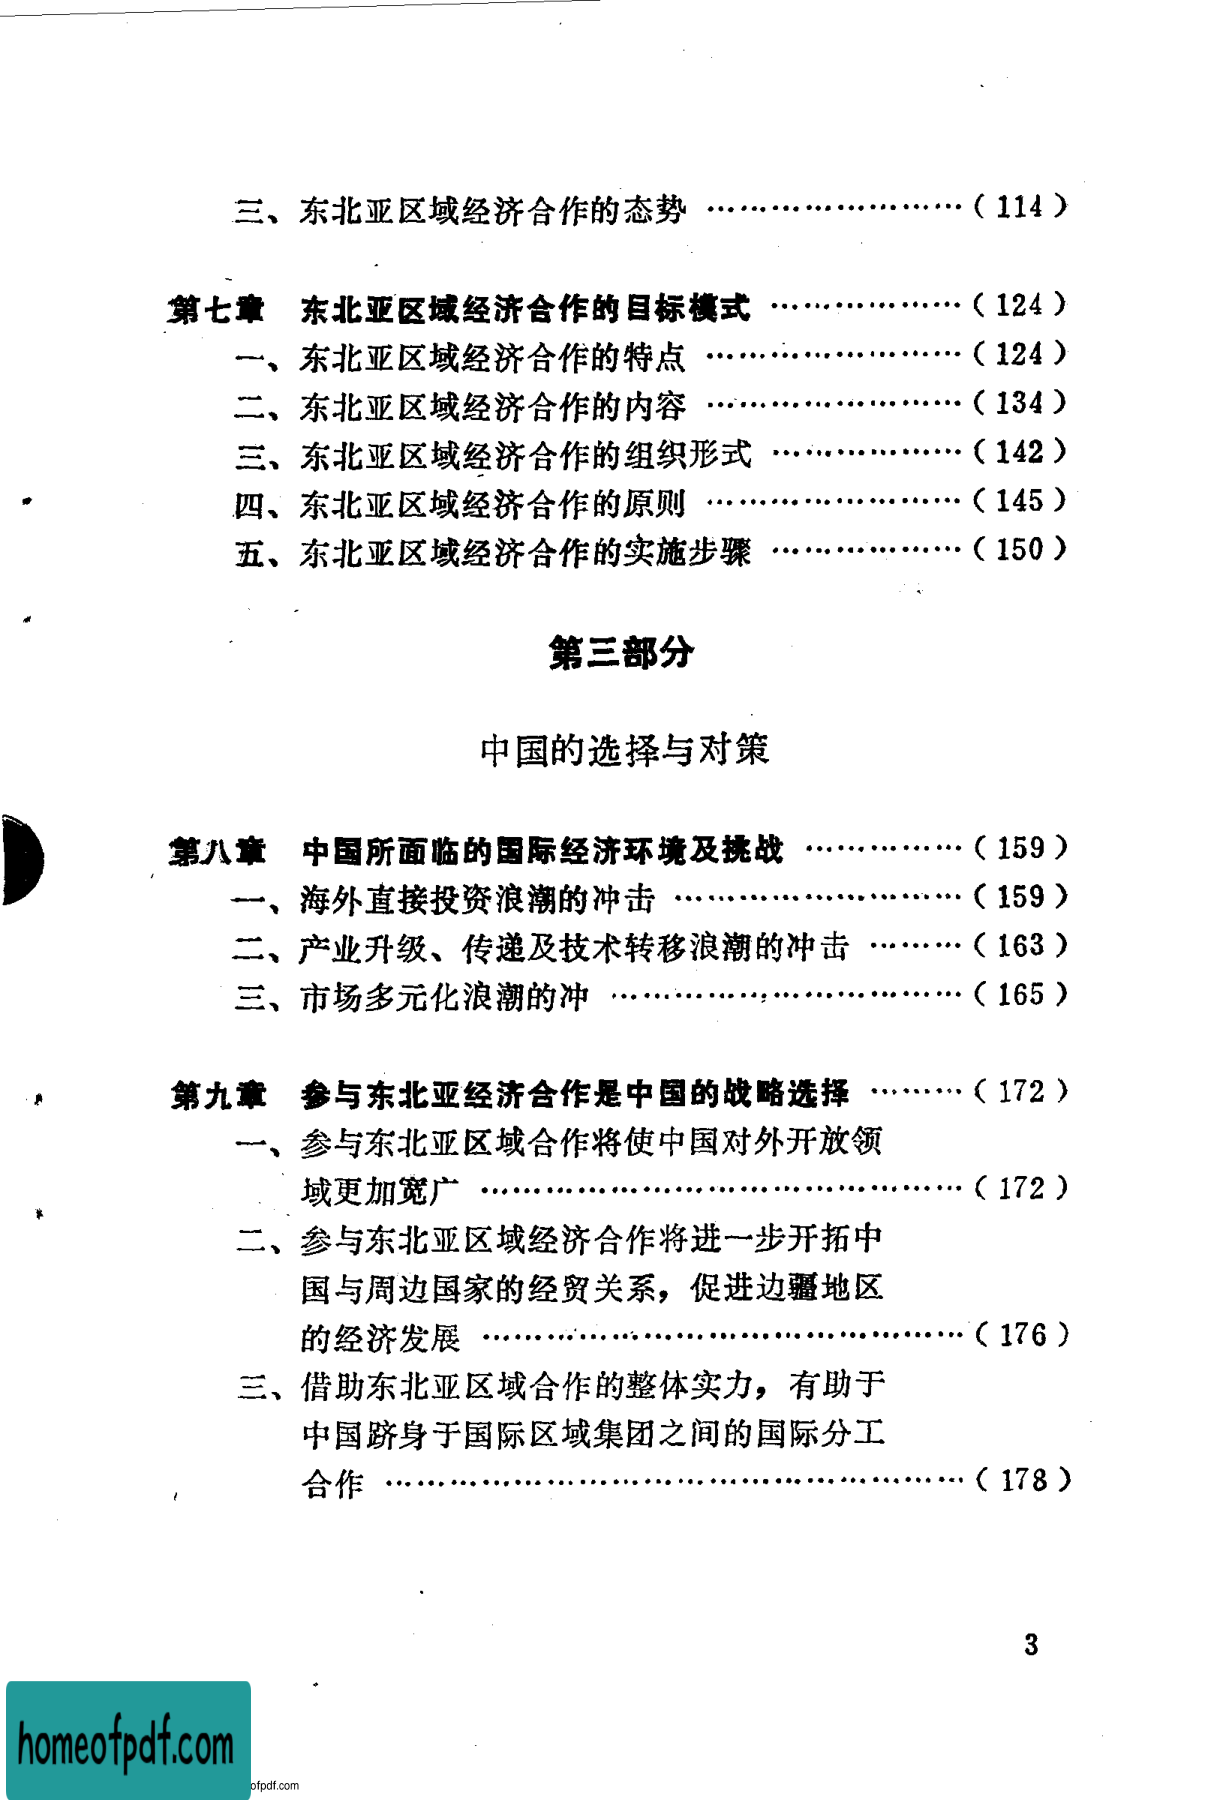 三、东北亚区域经济合作的态势 ……………………（114）
第七章 东北亚区域经济合作的目标模式 ………………（124）
一、东北亚区域经济合作的特点 ……………………（124）
二、东北亚区域经济合作的内容 ……………………（134）
三、东北亚区域经济合作的组织形式 ………………（142）
四、东北亚区域经济合作的原则 ……………………（145）
五、东北亚区域经济合作的实施步骤 ………………（150）
第三部分
中国的选择与对策
第八章 中国所面临的国际经济环境及挑战 ……………（159）
一、海外直接投资浪潮的冲击 ………………………（159）
二、产业升级、传递及技术转移浪潮的冲击 ………（163）
三、市场多元化浪潮的冲 ……………………………（165）
第九章 参与东北亚经济合作是中国的战略选择 ………（172）
一、参与东北亚区域合作将使中国对外开放领
域更加宽广 ………………………………………（172）
二、参与东北亚区域经济合作将进一步开拓中
国与周边国家的经贸关系，促进边疆地区
的经济发展 ………………………………………（176）
三、借助东北亚区域合作的整体实力，有助于
中国跻身于国际区域集团之间的国际分工
合作 ………………………………………………（178）
3
homeofpdf.com
ofpdf.com